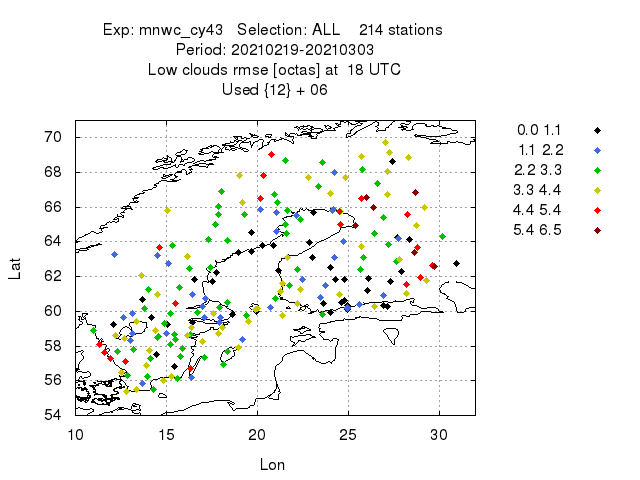 Exp: mnwc_cy43 Selection: ALL 214 stations
Period: 20210219-20210303
Low clouds rmse [octas] at 18 UTC
Used {12} + 06
0.0 1.1
1.1 2.2
2.2 3.3
3.3 4.4
4.4 5.4
5.4 6.5
Lat
70
68
66
64
62
60
58
56
54
10 15 20 25 30
Lon